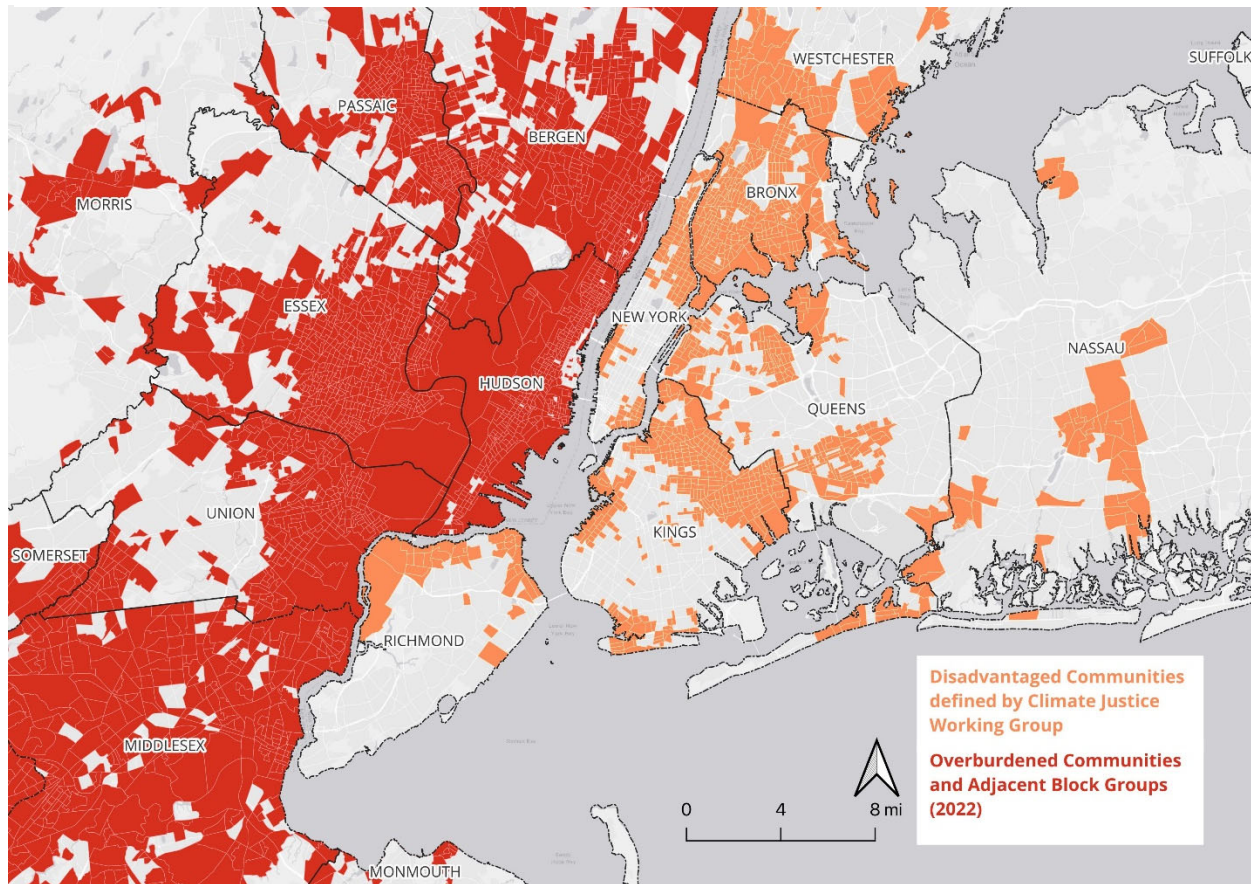 WESTCHESTER
SUFFOLK
PASSAIC
BERGEN
MORRIS
BRONX
ESSEX
NEW YORK
NASSAU
HUDSON
QUEENS
UNION
KINGS
SOMERSET
RICHMOND
MIDDLESEX
MONMOUTH
Disadvantaged Communities
defined by Climate Justice
Working Group
Overburdened Communities
and Adjacent Block Groups
(2022)
0 4 8 mi